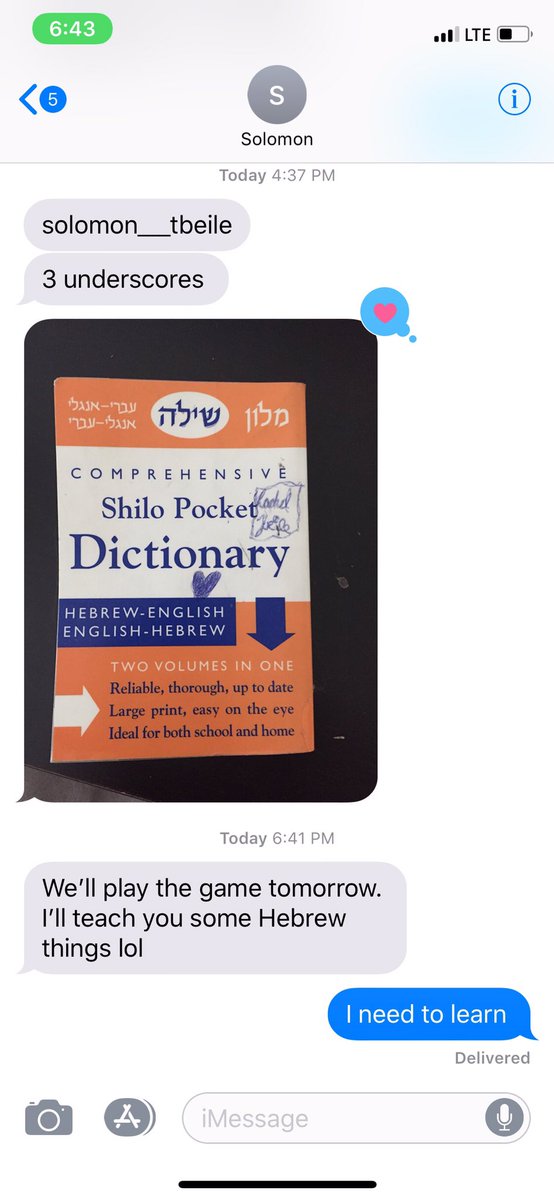 6:43
LTE
5
S
Solomon
Today 4:37 PM
solomon___tbeile
3 underscores
מלון שילה עברי–אנגלי
אנגלי–עברי
COMPREHENSIVE
Shilo Pocket
Dictionary
HEBREW-ENGLISH
ENGLISH-HEBREW
TWO VOLUMES IN ONE
Reliable, thorough, up to date
Large print, easy on the eye
Ideal for both school and home
Today 6:41 PM
We’ll play the game tomorrow.
I’ll teach you some Hebrew
things lol
I need to learn
Delivered
iMessage